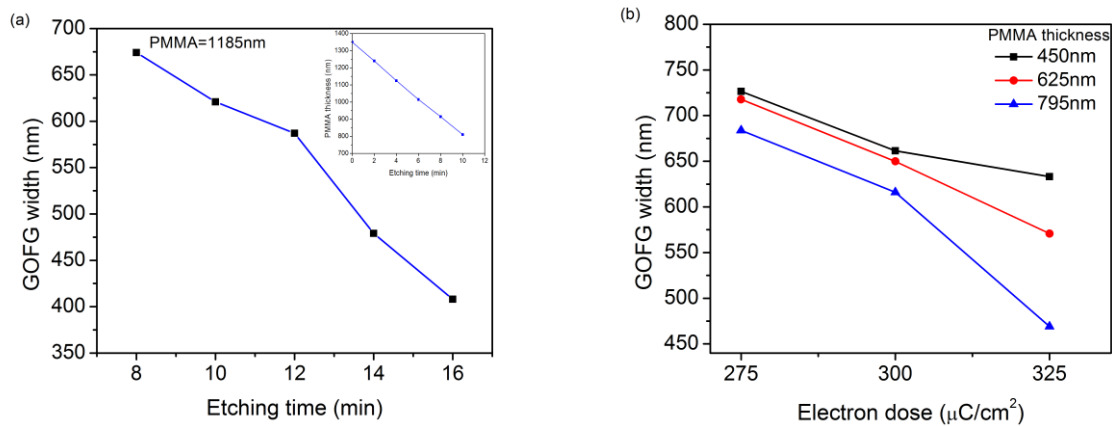 (a)
PMMA=1185nm
GOFG width (nm)
700
650
600
550
500
450
400
350
8 10 12 14 16
Etching time (min)
PMMA thickness (nm)
1400
1300
1200
1100
1000
900
800
700
0 2 4 6 8 10 12
Etching time (min)
(b)
PMMA thickness
450nm
625nm
795nm
GOFG width (nm)
800
750
700
650
600
550
500
450
275 300 325
Electron dose (μC/cm²)